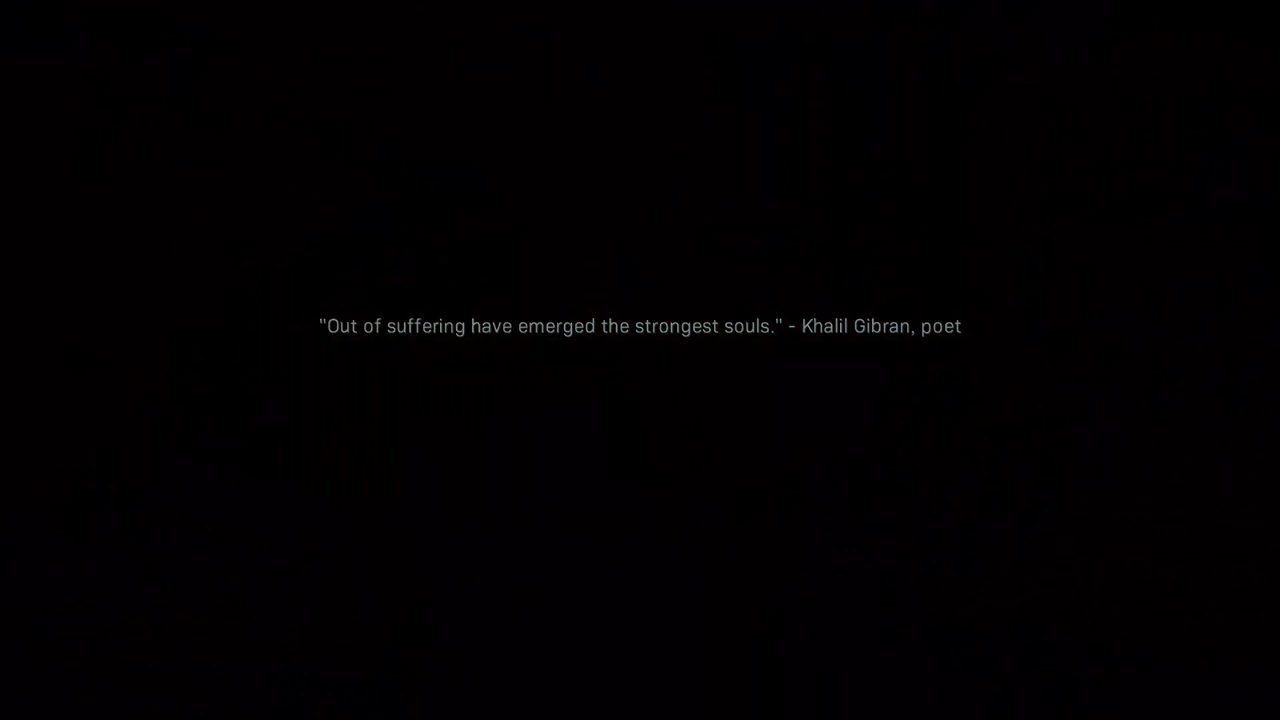 "Out of suffering have emerged the strongest souls." - Khalil Gibran, poet